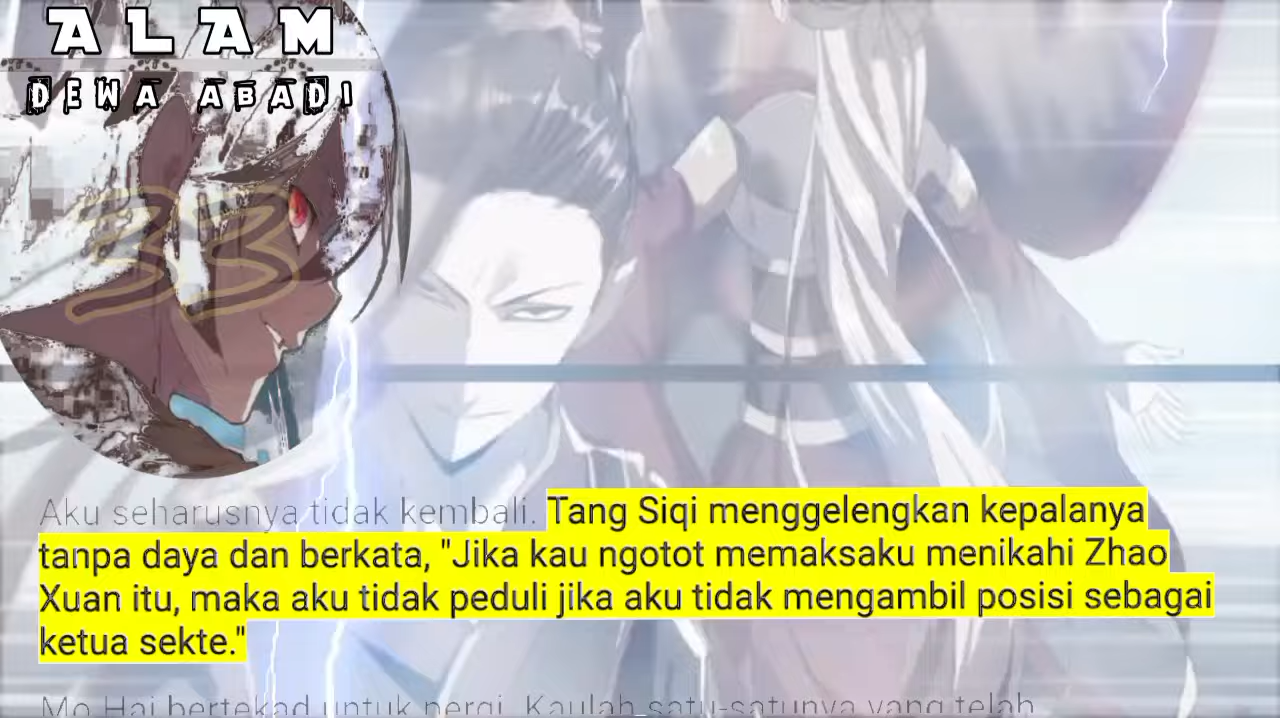 ALAM
DEWA ABADI
33
Aku seharusnya tidak kembali. Tang Siqi menggelengkan kepalanya
tanpa daya dan berkata, "Jika kau ngotot memaksaku menikahi Zhao
Xuan itu, maka aku tidak peduli jika aku tidak mengambil posisi sebagai
ketua sekte."
Mo Hai bertekad untuk pergi. Kaulah satu-satunya yang telah